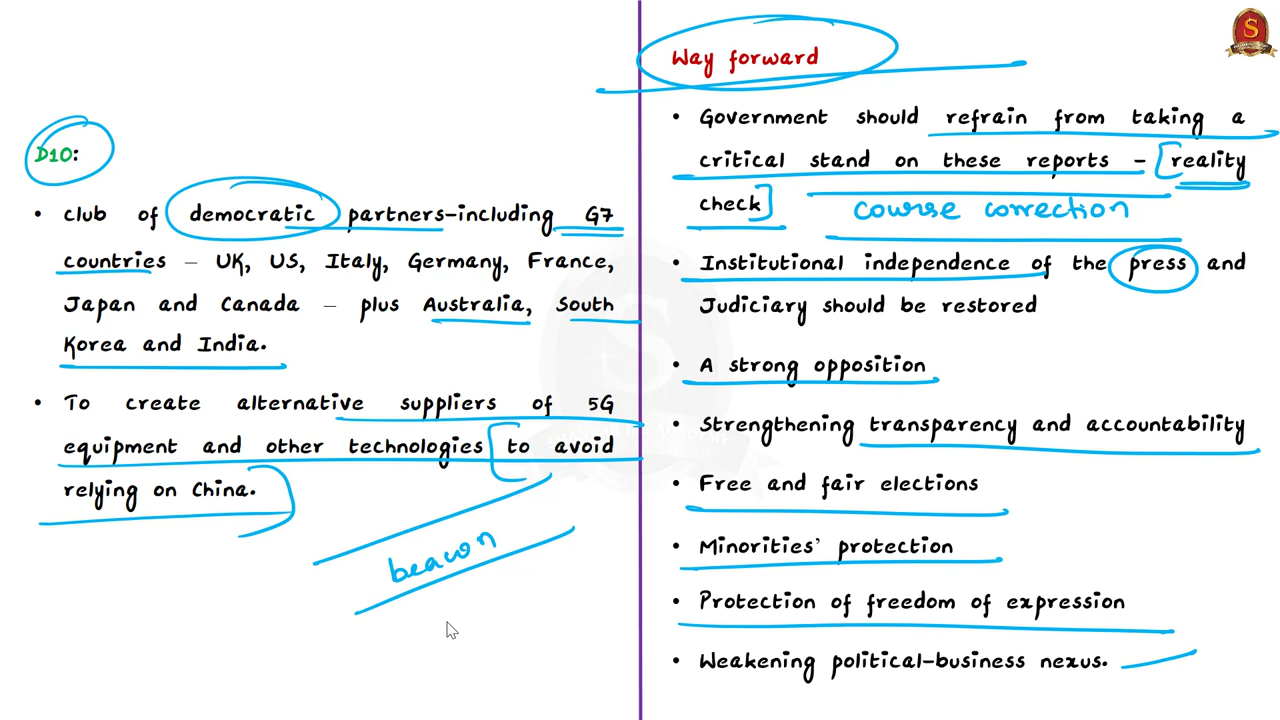 D10:
• club of democratic partners-including G7
countries – UK, US, Italy, Germany, France,
Japan and Canada – plus Australia, South
Korea and India.
• To create alternative suppliers of 5G
equipment and other technologies to avoid
relying on China.
beacon
Way forward
• Government should refrain from taking a
critical stand on these reports – reality
check
course correction
• Institutional independence of the press and
Judiciary should be restored
• A strong opposition
• Strengthening transparency and accountability
• Free and fair elections
• Minorities' protection
• Protection of freedom of expression
• Weakening political-business nexus.
S